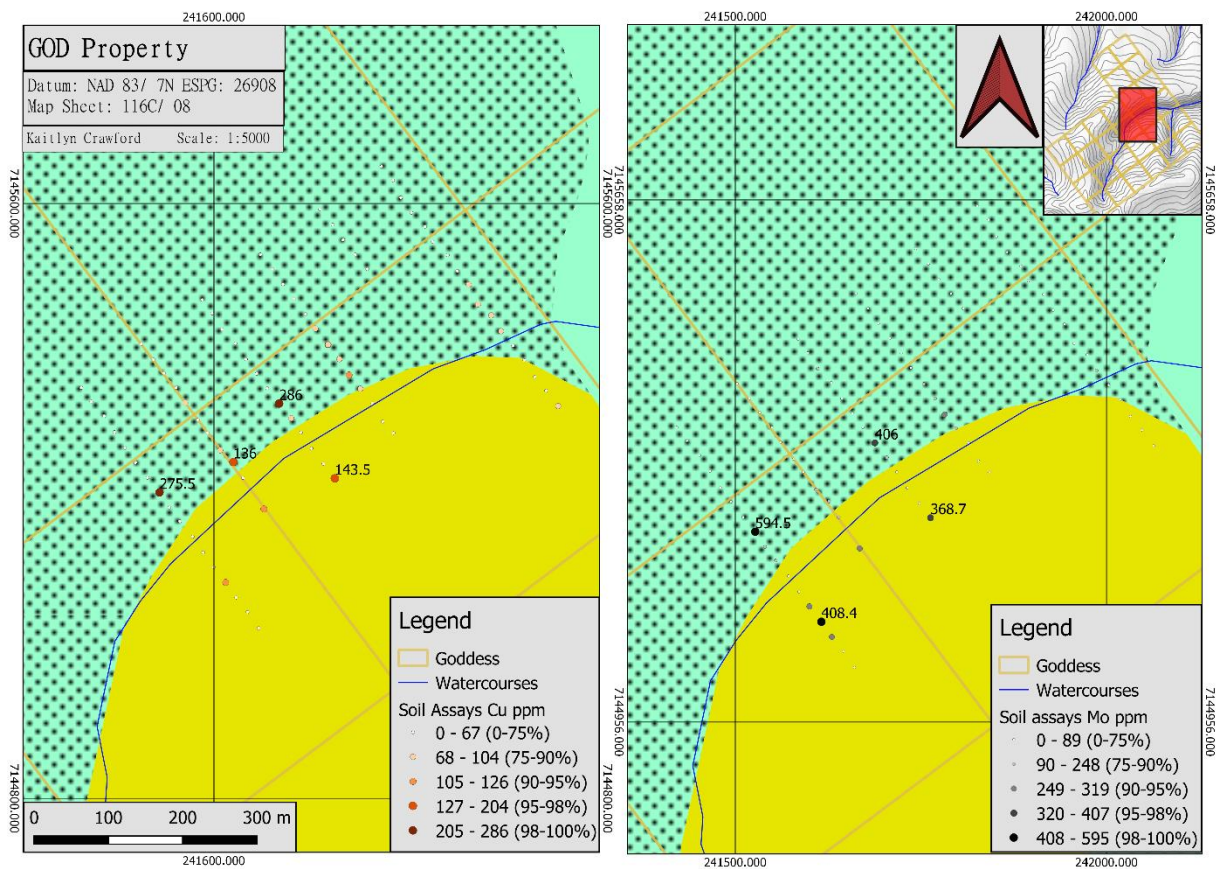 241600.000
GOD Property
Datum: NAD 83/ 7N ESPG: 26908
Map Sheet: 116C/ 08
Kaitlyn Crawford Scale: 1:5000
7145600.000
7145600.000
286
136
275.5
143.5
Legend
Goddess
Watercourses
Soil Assays Cu ppm
0 - 67 (0-75%)
68 - 104 (75-90%)
105 - 126 (90-95%)
127 - 204 (95-98%)
205 - 286 (98-100%)
7144800.000
7144800.000
0 100 200 300 m
241600.000
241500.000
242000.000
7145658.000
7145658.000
406
594.5
368.7
408.4
Legend
Goddess
Watercourses
Soil assays Mo ppm
0 - 89 (0-75%)
90 - 248 (75-90%)
249 - 319 (90-95%)
320 - 407 (95-98%)
408 - 595 (98-100%)
7144956.000
7144956.000
241500.000
242000.000